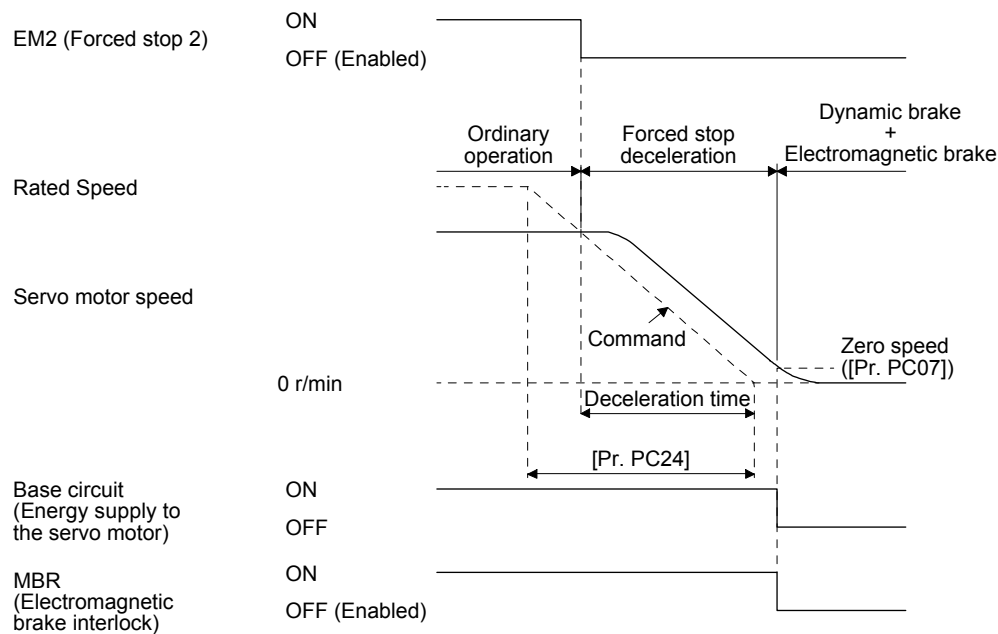 EM2 (Forced stop 2)
ON
OFF (Enabled)
Ordinary
operation
Forced stop
deceleration
Dynamic brake
+
Electromagnetic brake
Rated Speed
Servo motor speed
Command
Zero speed
([Pr. PC07])
0 r/min
Deceleration time
[Pr. PC24]
Base circuit
(Energy supply to
the servo motor)
ON
OFF
MBR
(Electromagnetic
brake interlock)
ON
OFF (Enabled)